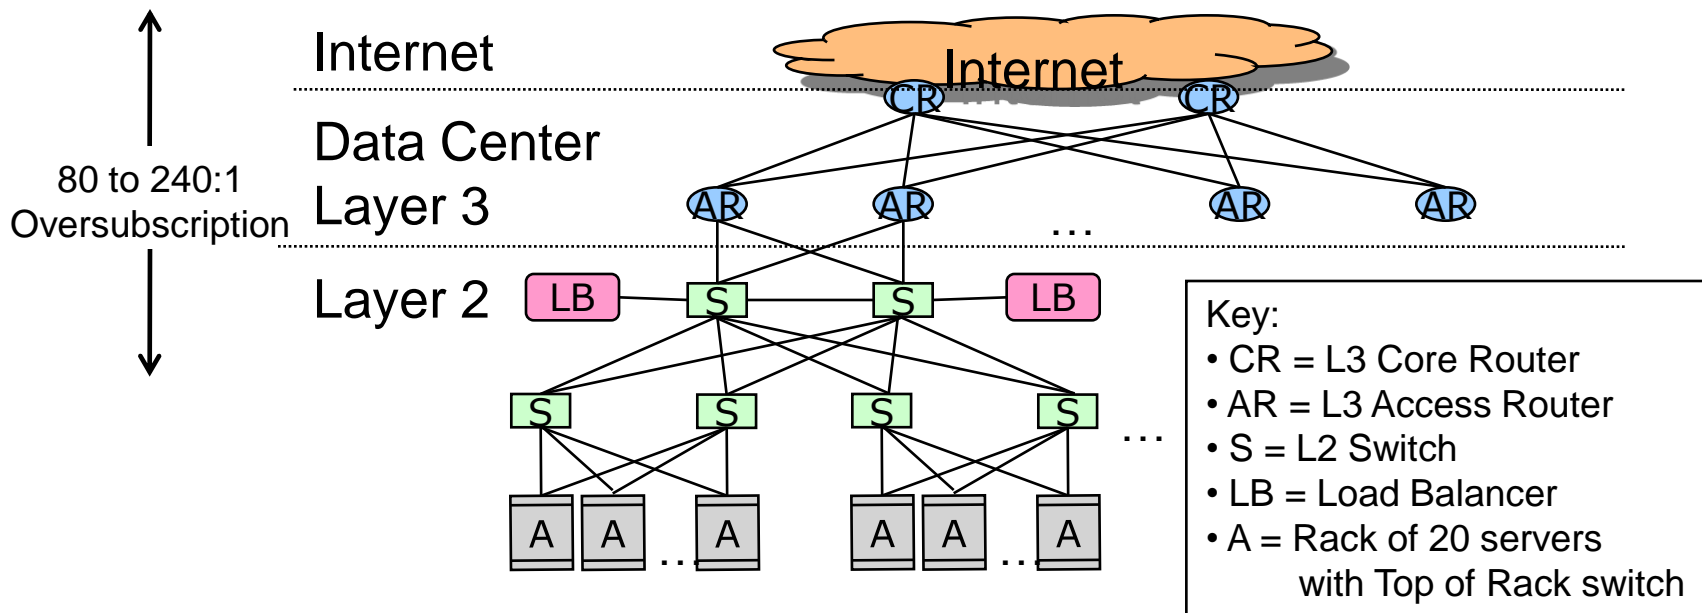 Internet
Internet
CR CR
Data Center
80 to 240:1
Oversubscription
Layer 3
AR AR AR AR
...
Layer 2
LB S S LB
S S S S
...
A A ... A A A ... A
Key:
• CR = L3 Core Router
• AR = L3 Access Router
• S = L2 Switch
• LB = Load Balancer
• A = Rack of 20 servers
with Top of Rack switch